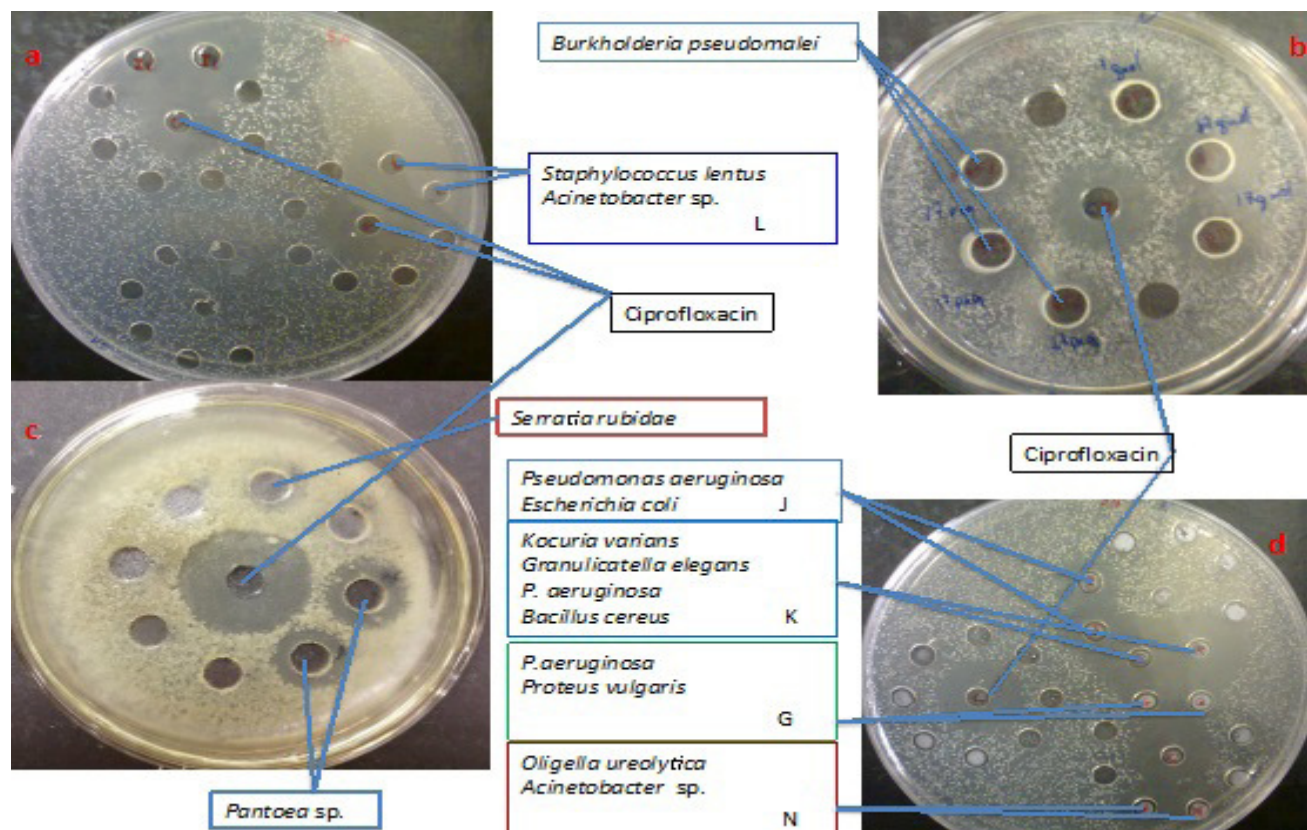 a
b
Burkholderia pseudomalei
Staphylococcus lentus
Acinetobacter sp.
L
Ciprofloxacin
c
Serratia rubidae
Ciprofloxacin
Pseudomonas aeruginosa
Escherichia coli J
d
Kocuria varians
Granulicatella elegans
P. aeruginosa
Bacillus cereus K
P.aeruginosa
Proteus vulgaris
G
Oligella ureolytica
Acinetobacter sp.
N
Pantoea sp.